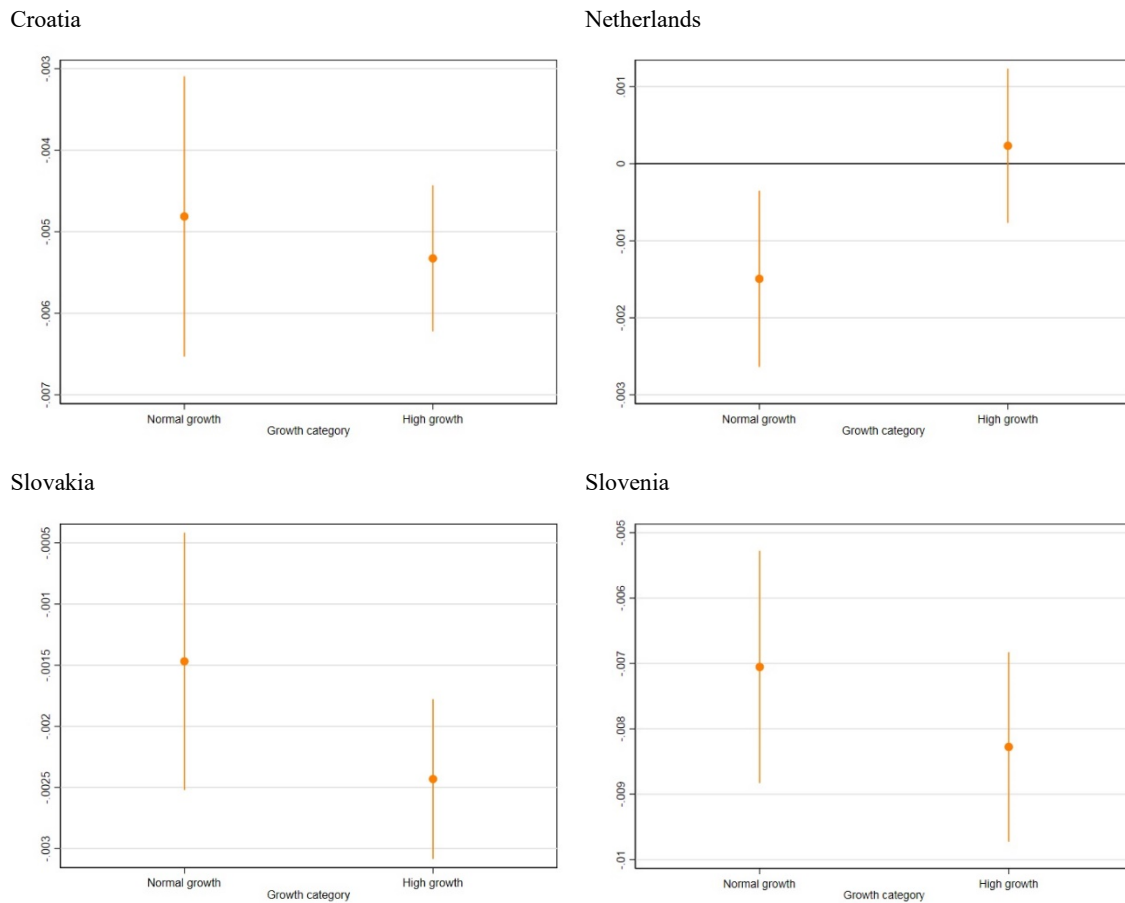 Croatia
-.003
-.004
-.005
-.006
-.007
Normal growth
High growth
Growth category
Netherlands
.001
0
-.001
-.002
-.003
Normal growth
High growth
Growth category
Slovakia
-.0005
-.001
-.0015
-.002
-.0025
-.003
Normal growth
High growth
Growth category
Slovenia
-.005
-.006
-.007
-.008
-.009
-.01
Normal growth
High growth
Growth category